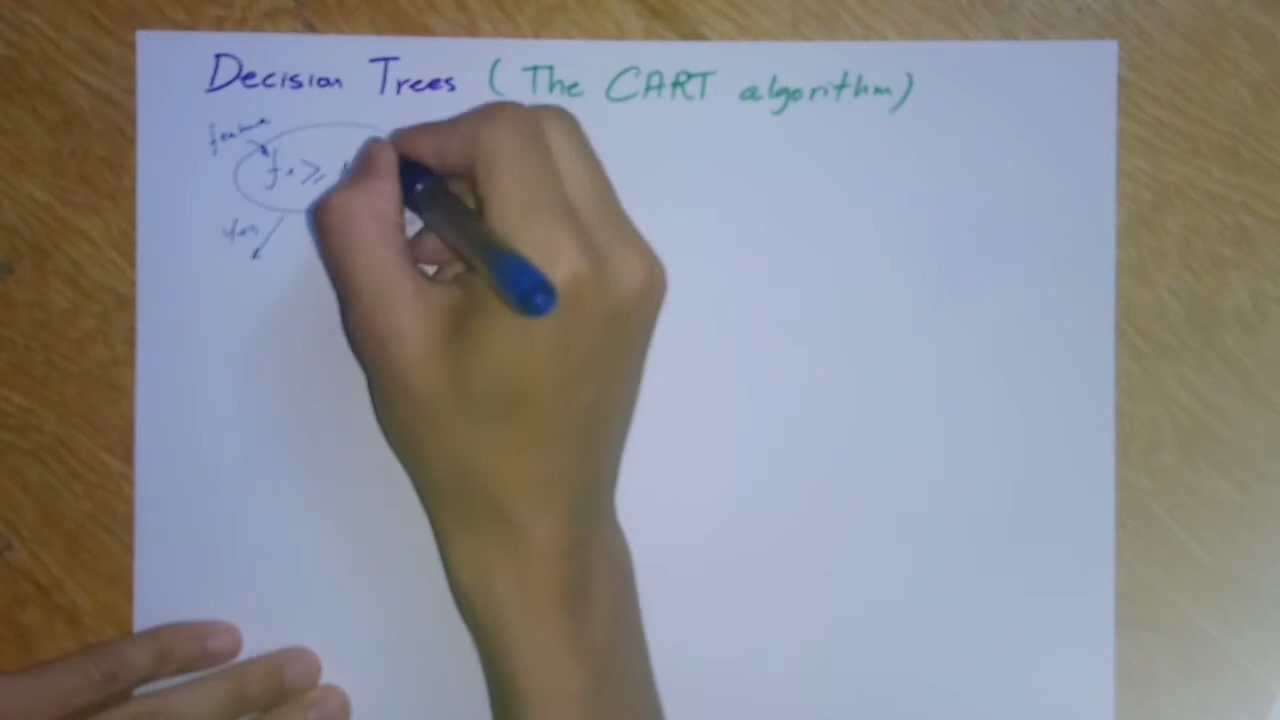 Decision Trees (The CART algorithm)
feature
f. ≥
Yes